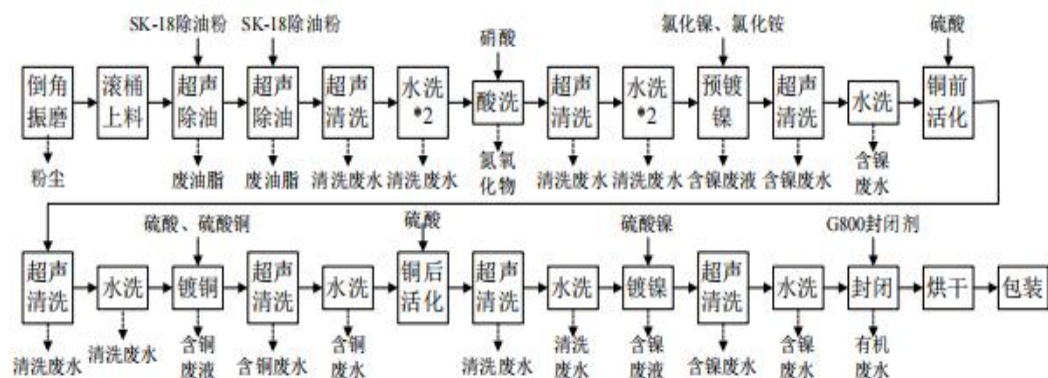 SK-18除油粉 SK-18除油粉
硝酸
氯化镍、氯化铵
硫酸
倒角
振磨
滚桶
上料
超声
除油
超声
除油
超声
清洗
水洗
*2
酸洗
超声
清洗
水洗
*2
预镀
镍
超声
清洗
水洗
铜前
活化
粉尘
废油脂
废油脂
清洗废水
清洗废水
氮氧
化物
清洗废水
清洗废水
含镍废液
含镍废水
含镍
废水
硫酸、硫酸铜
硫酸
硫酸镍
G800封闭剂
超声
清洗
水洗
镀铜
超声
清洗
水洗
铜后
活化
超声
清洗
水洗
镀镍
超声
清洗
水洗
封闭
烘干
包装
清洗废水
清洗废水
含铜
废液
含铜废水
含铜
废水
清洗废水
清洗
废水
含镍
废液
含镍废水
含镍
废水
有机
废水